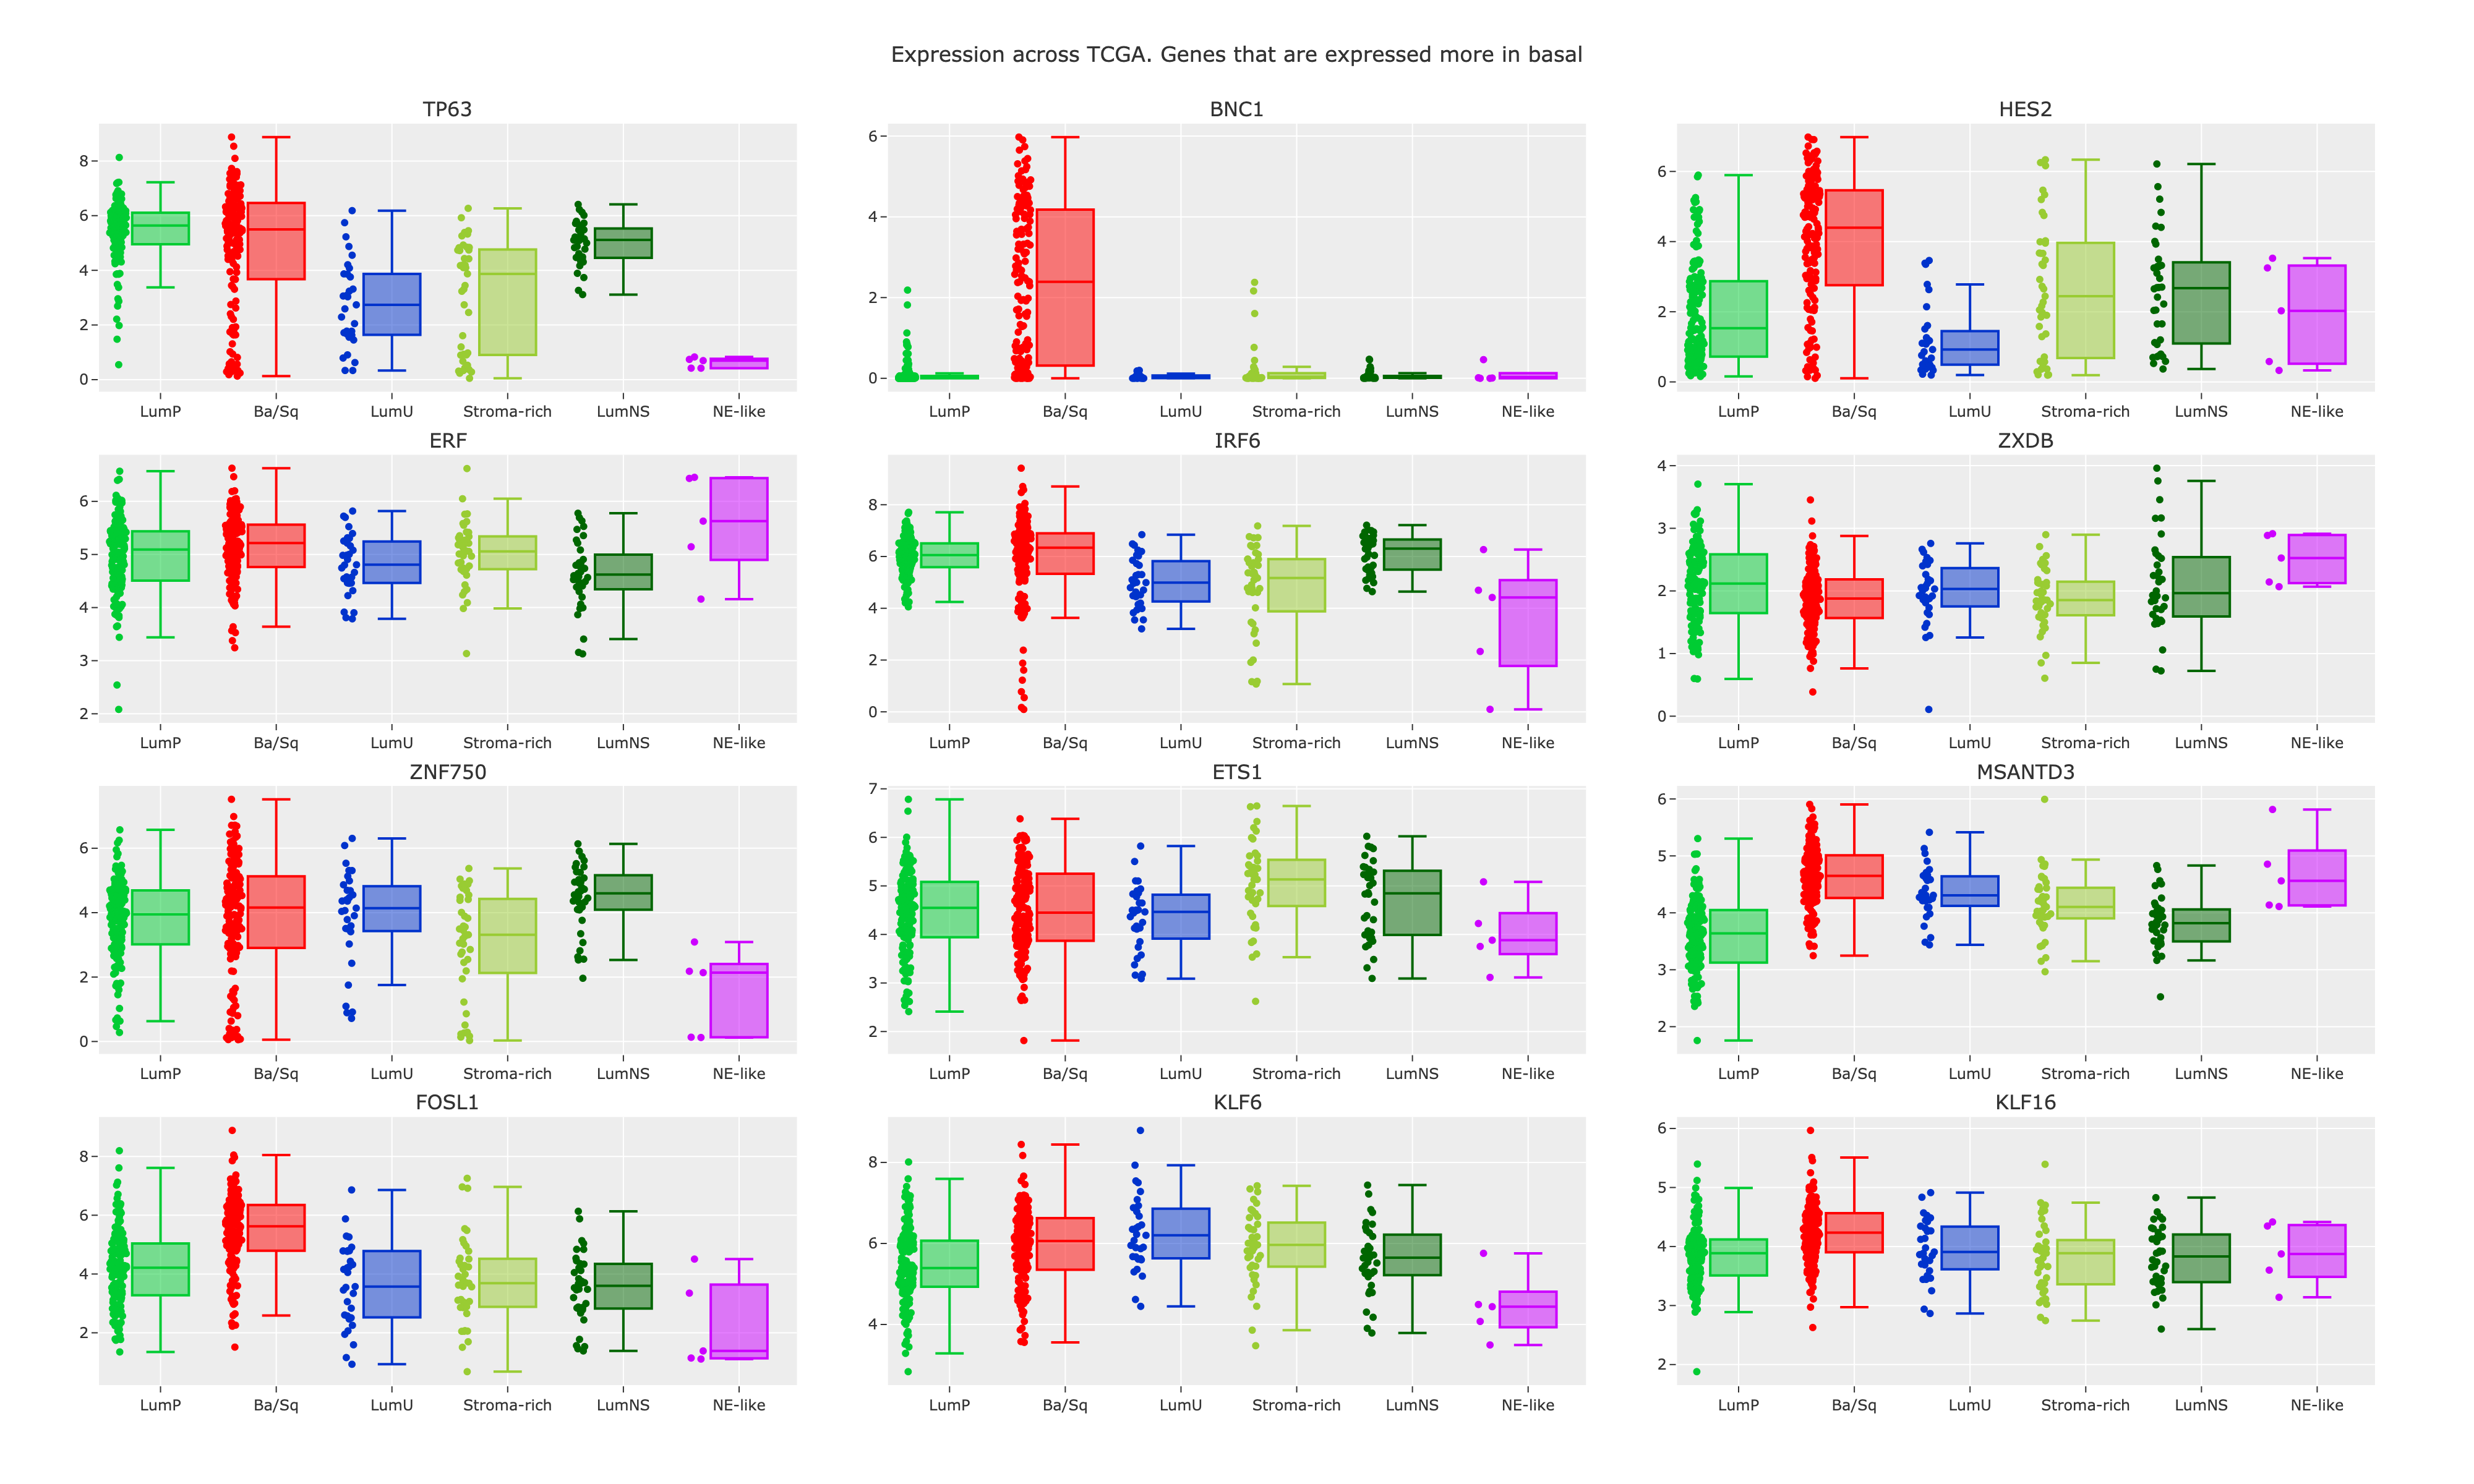 Expression across TCGA. Genes that are expressed more in basal
TP63
8
6
4
2
0
LumP Ba/Sq LumU Stroma-rich LumNS NE-like
BNC1
6
4
2
0
LumP Ba/Sq LumU Stroma-rich LumNS NE-like
HES2
6
4
2
0
LumP Ba/Sq LumU Stroma-rich LumNS NE-like
ERF
6
5
4
3
2
LumP Ba/Sq LumU Stroma-rich LumNS NE-like
IRF6
8
6
4
2
0
LumP Ba/Sq LumU Stroma-rich LumNS NE-like
ZXDB
4
3
2
1
0
LumP Ba/Sq LumU Stroma-rich LumNS NE-like
ZNF750
6
4
2
0
LumP Ba/Sq LumU Stroma-rich LumNS NE-like
ETS1
7
6
5
4
3
2
LumP Ba/Sq LumU Stroma-rich LumNS NE-like
MSANTD3
6
5
4
3
2
LumP Ba/Sq LumU Stroma-rich LumNS NE-like
FOSL1
8
6
4
2
LumP Ba/Sq LumU Stroma-rich LumNS NE-like
KLF6
8
6
4
LumP Ba/Sq LumU Stroma-rich LumNS NE-like
KLF16
6
5
4
3
2
LumP Ba/Sq LumU Stroma-rich LumNS NE-like